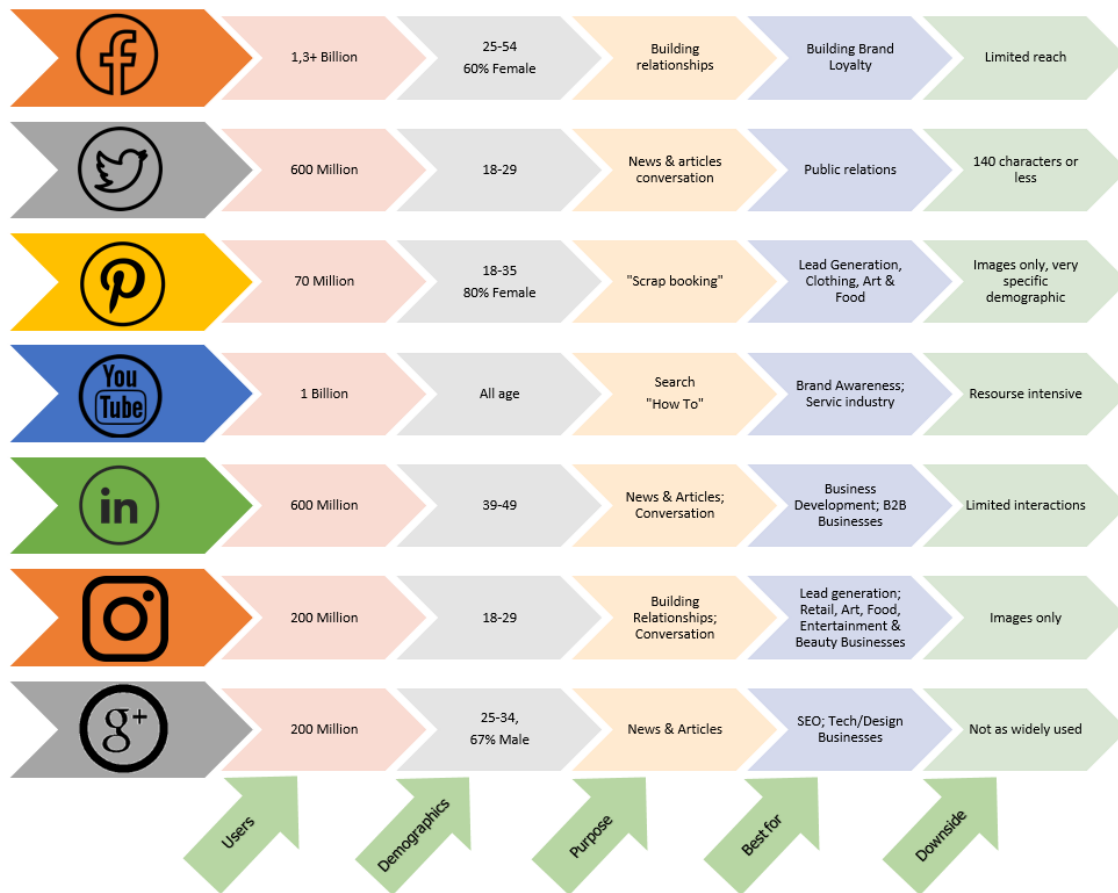 f
1,3+ Billion
25-54
60% Female
Building
relationships
Building Brand
Loyalty
Limited reach
600 Million
18-29
News & articles
conversation
Public relations
140 characters or
less
P
70 Million
18-35
80% Female
"Scrap booking"
Lead Generation,
Clothing, Art &
Food
Images only, very
specific
demographic
You
Tube
1 Billion
All age
Search
"How To"
Brand Awareness;
Servic industry
Resourse intensive
in
600 Million
39-49
News & Articles;
Conversation
Business
Development; B2B
Businesses
Limited interactions
200 Million
18-29
Building
Relationships;
Conversation
Lead generation;
Retail, Art, Food,
Entertainment &
Beauty Businesses
Images only
g+
200 Million
25-34,
67% Male
News & Articles
SEO; Tech/Design
Businesses
Not as widely used
Users
Demographics
Purpose
Best for
Downside